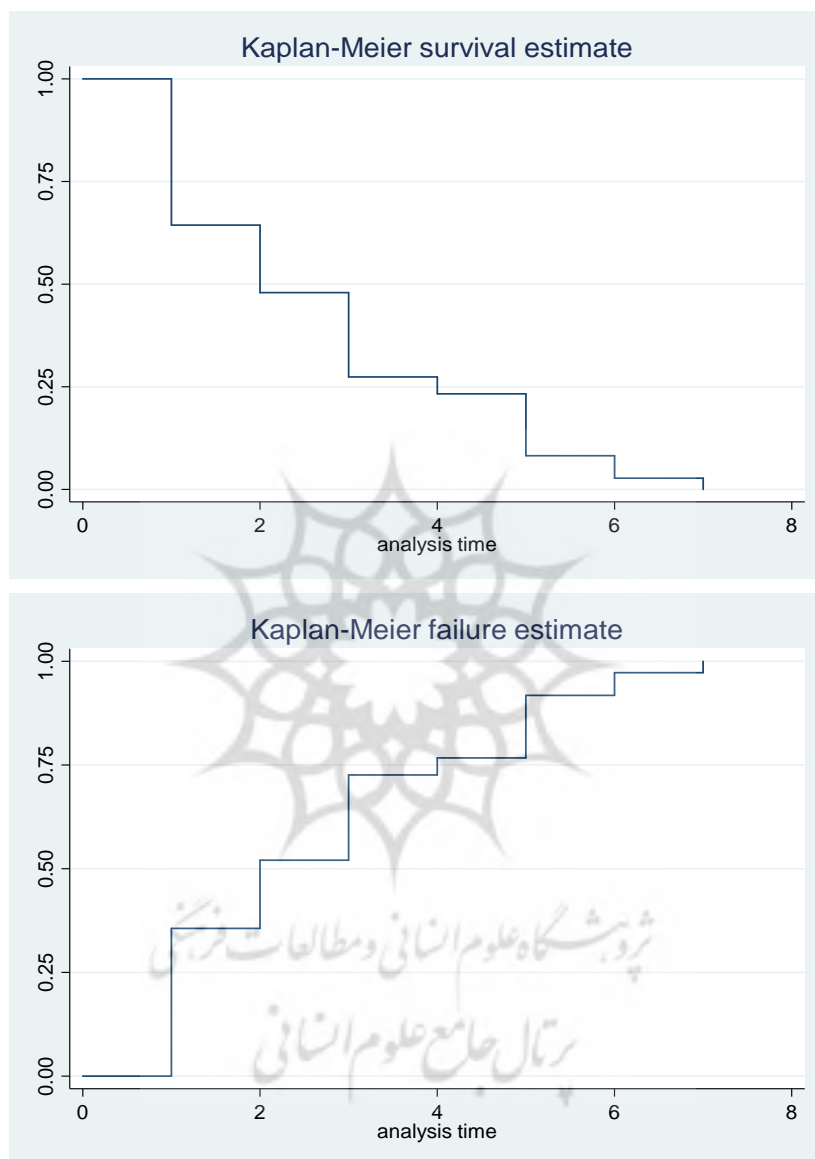 Kaplan-Meier survival estimate
1.00
0.75
0.50
0.25
0.00
0 2 4 6 8
analysis time
Kaplan-Meier failure estimate
1.00
0.75
0.50
0.25
0.00
0 2 4 6 8
analysis time
پژوهشگاه علوم انسانی و مطالعات فرهنگی
پرتال جامع علوم انسانی